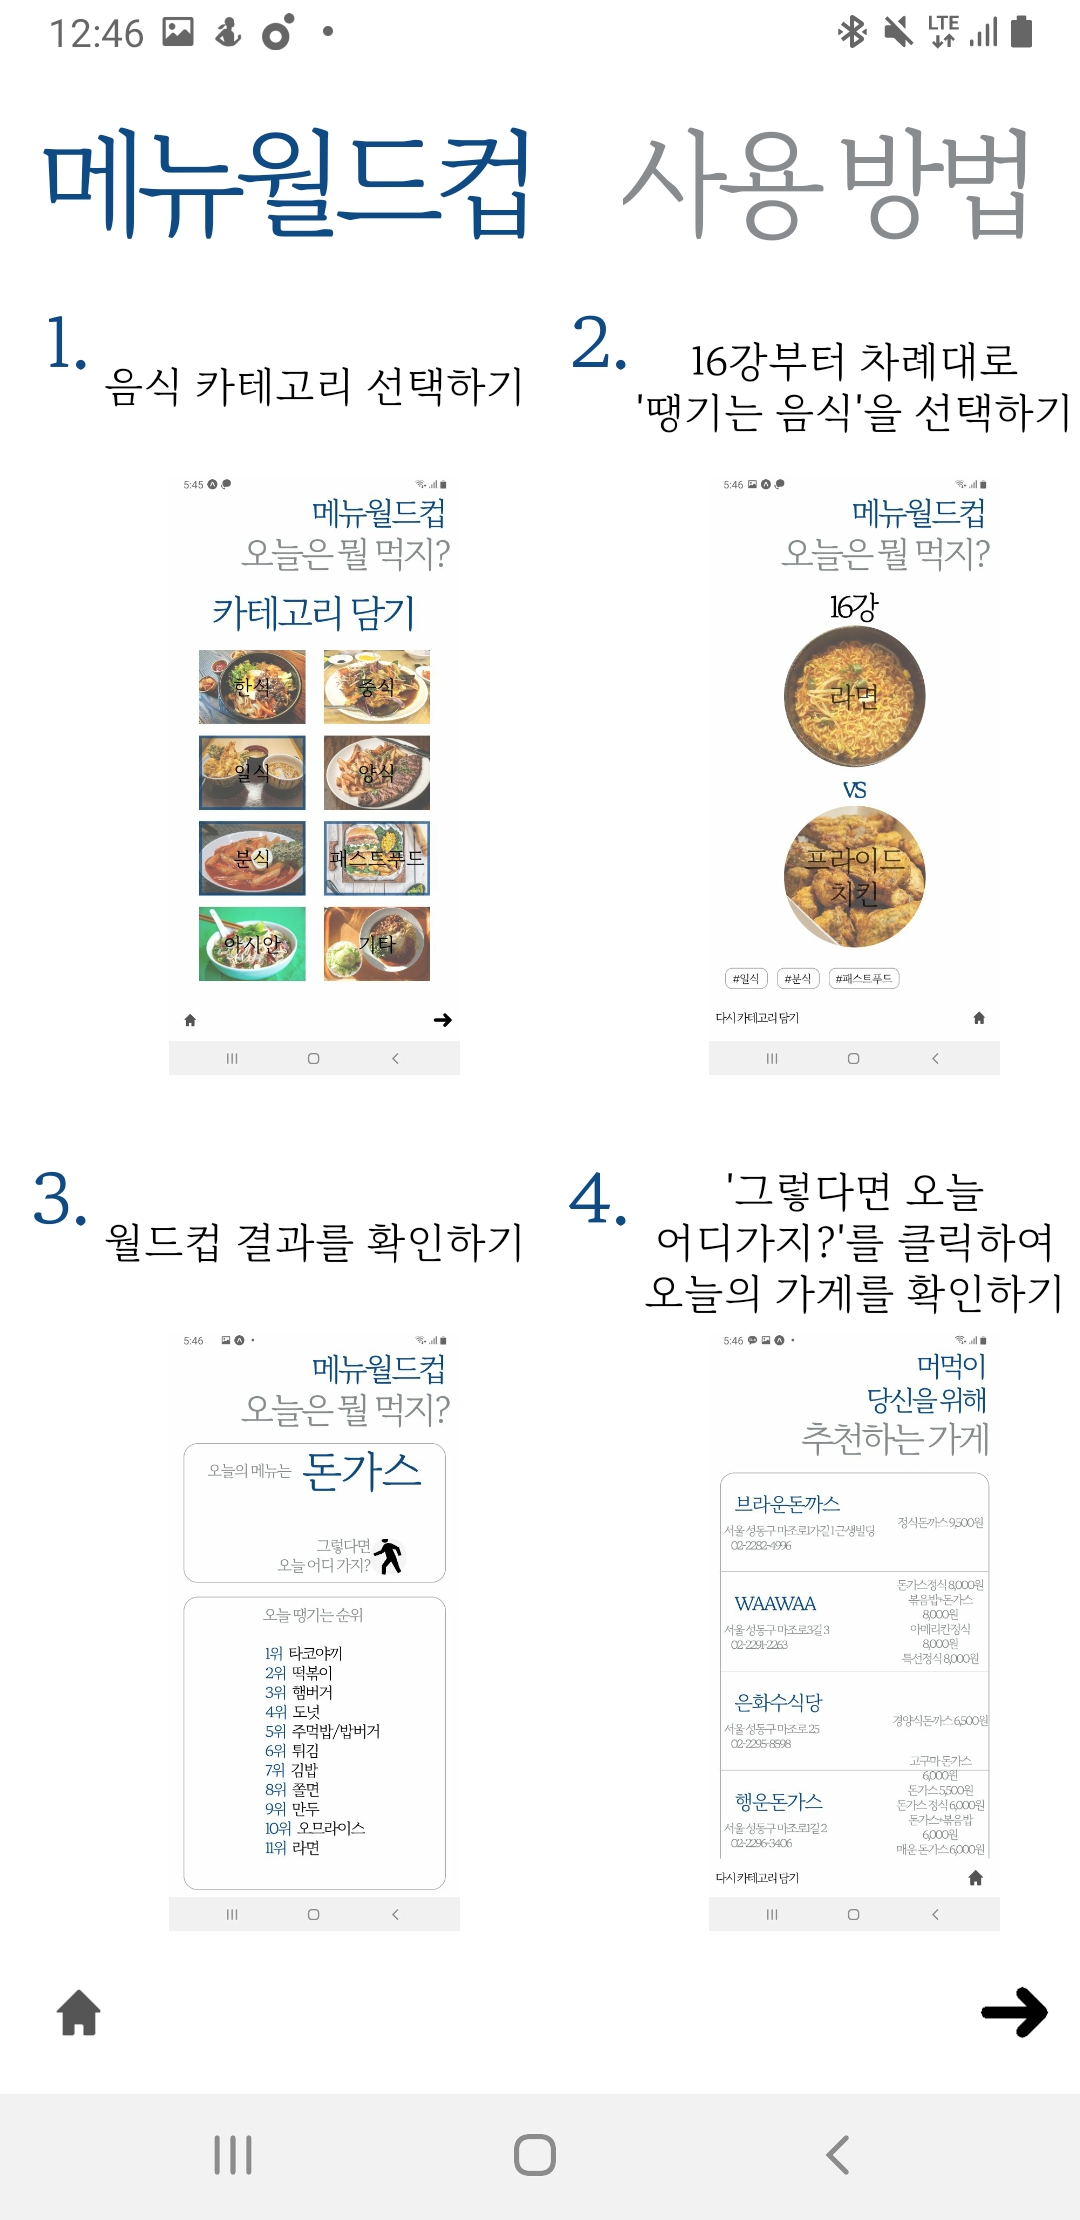 12:46
LTE
메뉴월드컵 사용 방법
1. 음식 카테고리 선택하기
2. 16강부터 차례대로
'땡기는 음식'을 선택하기
5:45
메뉴월드컵
오늘은 뭘 먹지?
카테고리 담기
한식 중식
일식 양식
분식 패스트푸드
아시안 기타
5:46
메뉴월드컵
오늘은 뭘 먹지?
16강
라면
VS
프라이드
치킨
#일식 #분식 #패스트푸드
다시 카테고리 담기
3. 월드컵 결과를 확인하기
4. '그렇다면 오늘
어디가지?'를 클릭하여
오늘의 가게를 확인하기
5:46
메뉴월드컵
오늘은 뭘 먹지?
오늘의 메뉴는 돈가스
그렇다면
오늘 어디 가지?
오늘 땡기는 순위
1위 타코야끼
2위 떡볶이
3위 햄버거
4위 도넛
5위 주먹밥/밥버거
6위 튀김
7위 김밥
8위 쫄면
9위 만두
10위 오므라이스
11위 라면
5:46
머먹이
당신을 위해
추천하는 가게
브라운돈까스
서울 성동구 마조로1가길 1 근생빌딩
02-2282-4996
정식돈까스 9,500원
WAAWAA
서울 성동구 마조로3길 3
02-2291-2263
돈가스정식 8,000원
볶음밥+돈가스
8,000원
아메리칸정식
8,000원
특선정식 8,000원
은화수식당
서울 성동구 마조로 25
02-2295-8598
경양식돈까스 6,500원
행운돈가스
서울 성동구 마조로1길 2
02-2296-3406
고구마 돈가스
6,000원
돈가스 5,500원
돈가스 정식 6,000원
돈가스+볶음밥
6,000원
매운 돈가스 6,000원
다시 카테고리 담기